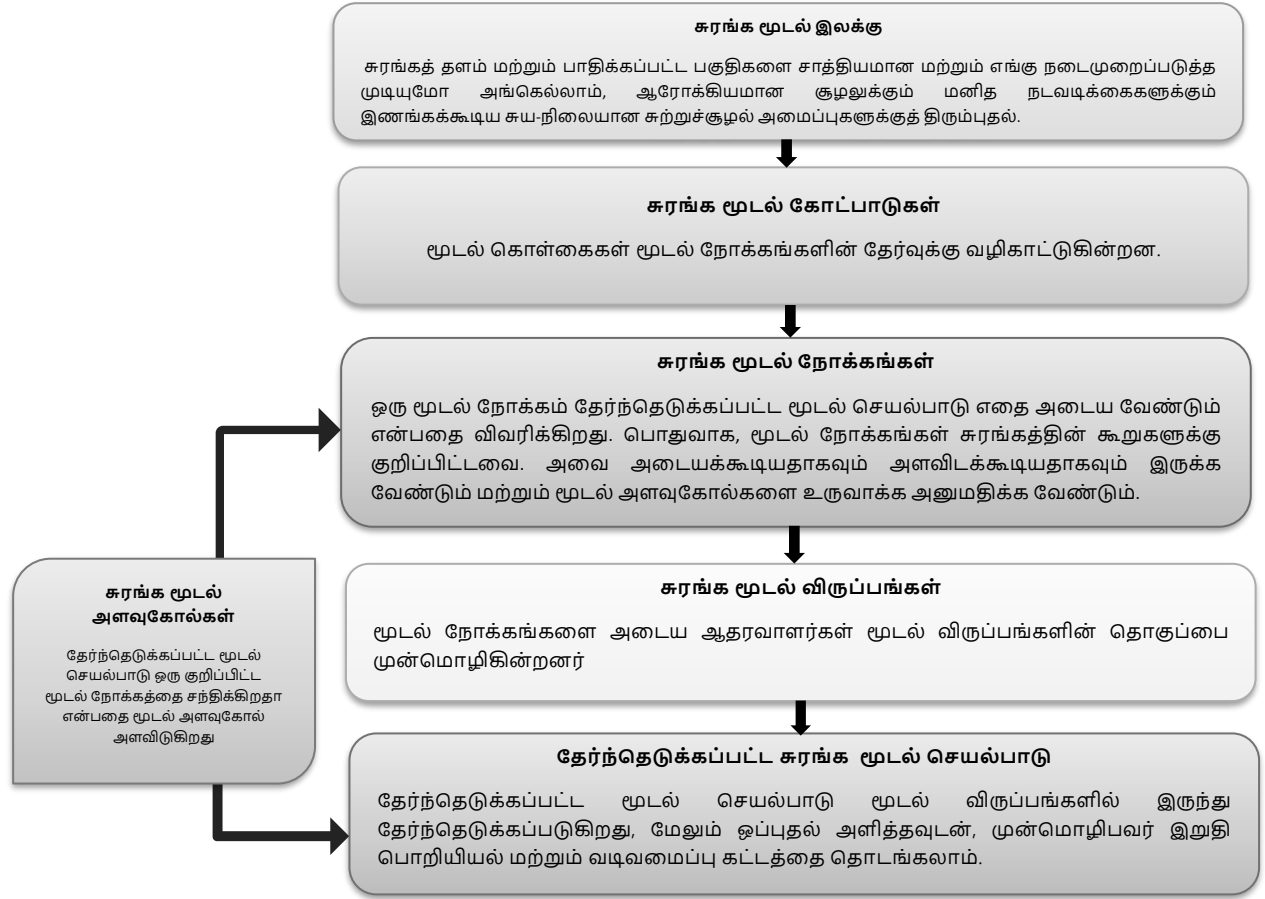 சுரங்க மூடல் இலக்கு
சுரங்கத் தளம் மற்றும் பாதிக்கப்பட்ட பகுதிகளை சாத்தியமான மற்றும் எங்கு நடைமுறைப்படுத்த
முடியுமோ அங்கெல்லாம், ஆரோக்கியமான சூழலுக்கும் மனித நடவடிக்கைகளுக்கும்
இணங்கக்கூடிய சுய-நிலையான சுற்றுச்சூழல் அமைப்புகளுக்குத் திரும்புதல்.
சுரங்க மூடல் கோட்பாடுகள்
மூடல் கொள்கைகள் மூடல் நோக்கங்களின் தேர்வுக்கு வழிகாட்டுகின்றன.
சுரங்க மூடல் நோக்கங்கள்
ஒரு மூடல் நோக்கம் தேர்ந்தெடுக்கப்பட்ட மூடல் செயல்பாடு எதை அடைய வேண்டும்
என்பதை விவரிக்கிறது. பொதுவாக, மூடல் நோக்கங்கள் சுரங்கத்தின் கூறுகளுக்கு
குறிப்பிட்டவை. அவை அடையக்கூடியதாகவும் அளவிடக்கூடியதாகவும் இருக்க
வேண்டும் மற்றும் மூடல் அளவுகோல்களை உருவாக்க அனுமதிக்க வேண்டும்.
சுரங்க மூடல்
அளவுகோல்கள்
தேர்ந்தெடுக்கப்பட்ட மூடல்
செயல்பாடு ஒரு குறிப்பிட்ட
மூடல் நோக்கத்தை சந்திக்கிறதா
என்பதை மூடல் அளவுகோல்
அளவிடுகிறது
சுரங்க மூடல் விருப்பங்கள்
மூடல் நோக்கங்களை அடைய ஆதரவாளர்கள் மூடல் விருப்பங்களின் தொகுப்பை
முன்மொழிகின்றனர்
தேர்ந்தெடுக்கப்பட்ட சுரங்க மூடல் செயல்பாடு
தேர்ந்தெடுக்கப்பட்ட மூடல் செயல்பாடு மூடல் விருப்பங்களில் இருந்து
தேர்ந்தெடுக்கப்படுகிறது, மேலும் ஒப்புதல் அளித்தவுடன், முன்மொழிபவர் இறுதி
பொறியியல் மற்றும் வடிவமைப்பு கட்டத்தை தொடங்கலாம்.